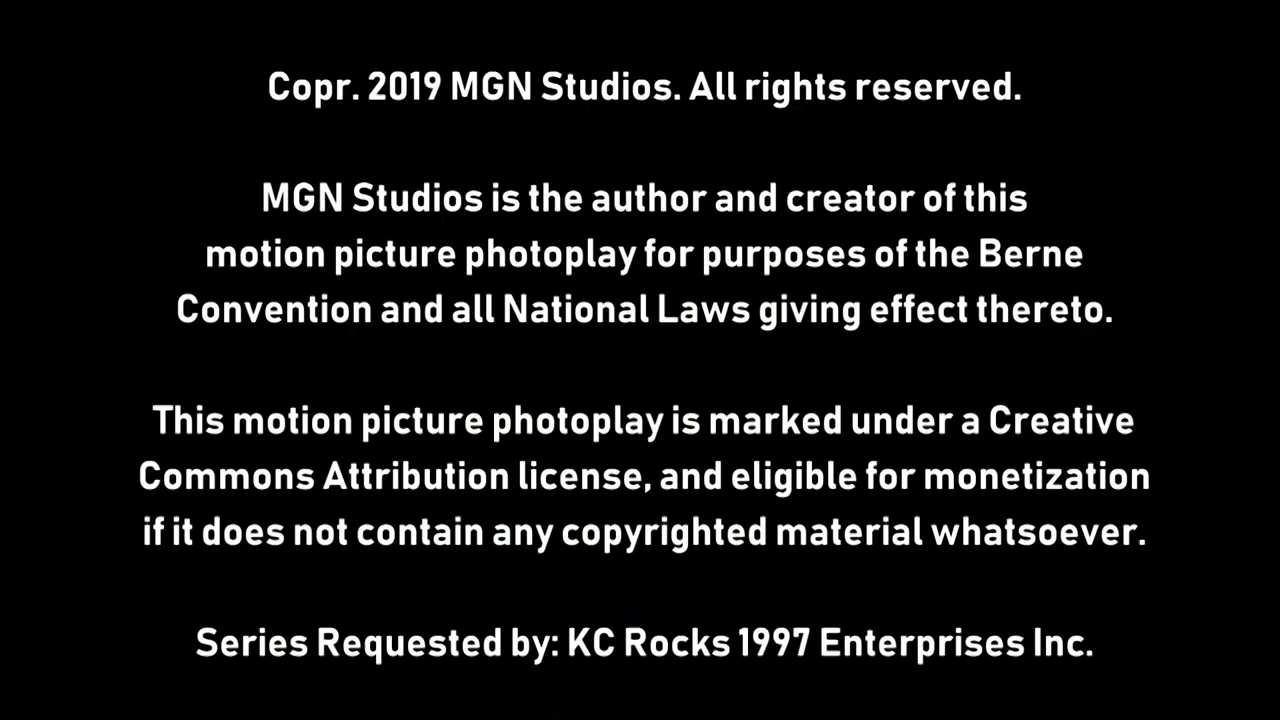 Copr. 2019 MGN Studios. All rights reserved.
MGN Studios is the author and creator of this
motion picture photoplay for purposes of the Berne
Convention and all National Laws giving effect thereto.
This motion picture photoplay is marked under a Creative
Commons Attribution license, and eligible for monetization
if it does not contain any copyrighted material whatsoever.
Series Requested by: KC Rocks 1997 Enterprises Inc.